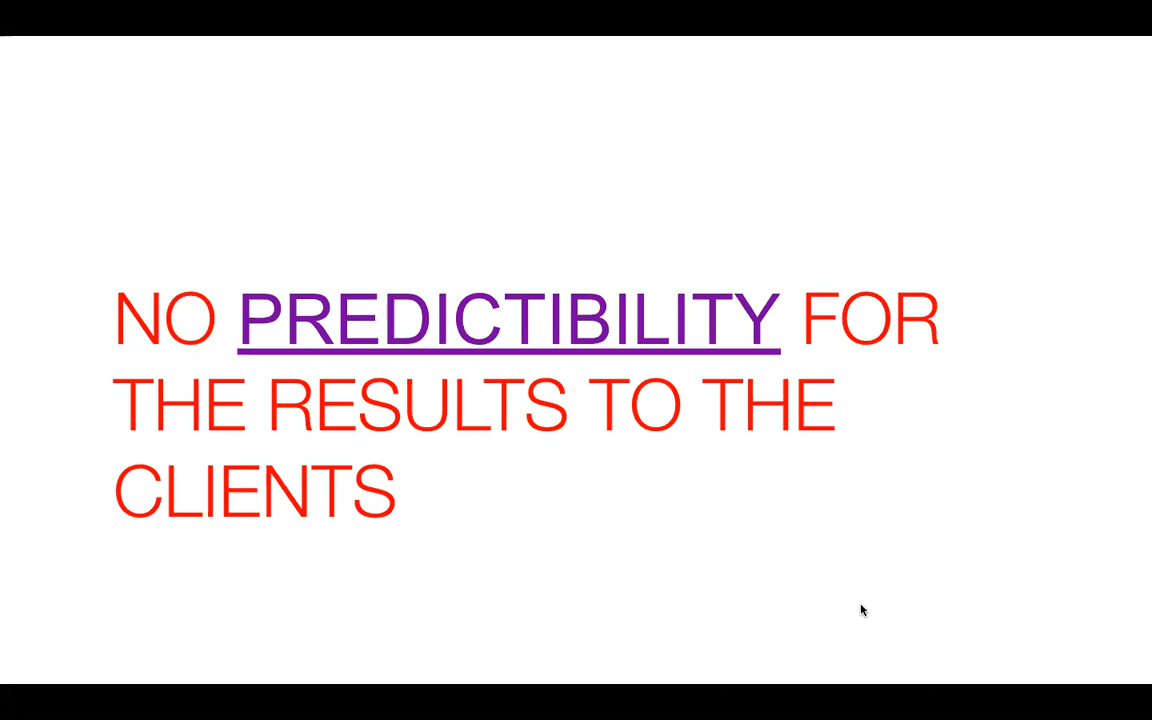 NO PREDICTIBILITY FOR
THE RESULTS TO THE
CLIENTS